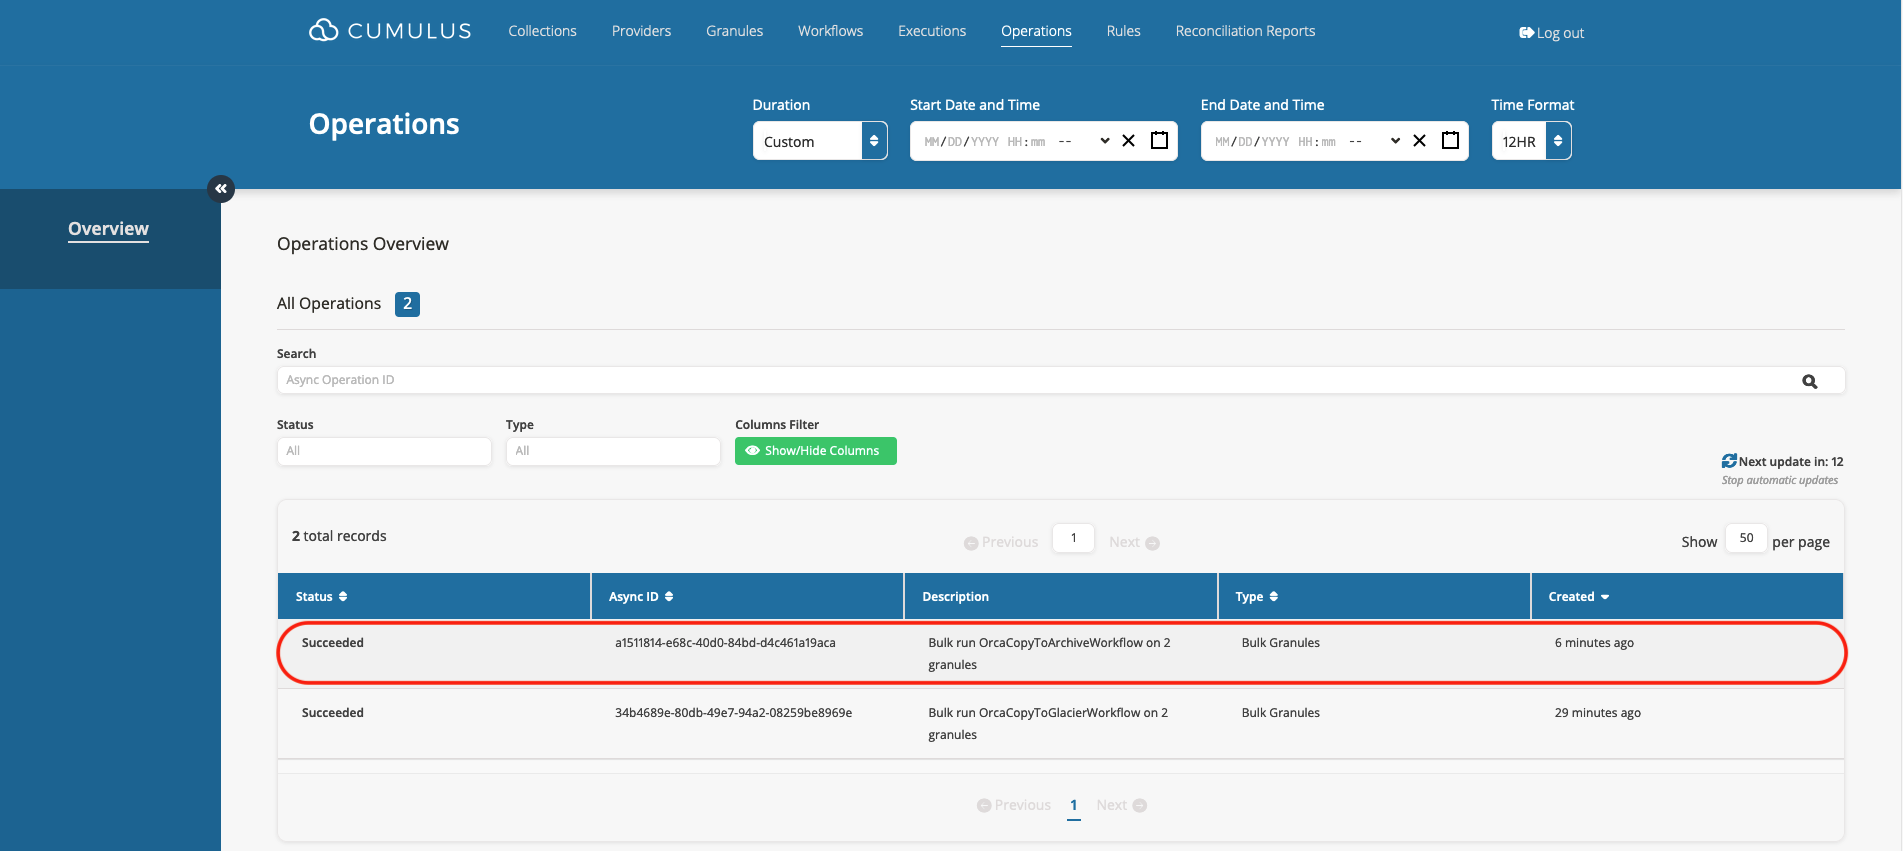 CUMULUS
Collections
Providers
Granules
Workflows
Executions
Operations
Rules
Reconciliation Reports
Log out
Operations
Duration
Custom
Start Date and Time
MM/DD/YYYY HH:mm --
End Date and Time
MM/DD/YYYY HH:mm --
Time Format
12HR
Overview
Operations Overview
All Operations 2
Search
Async Operation ID
Status
All
Type
All
Columns Filter
Show/Hide Columns
Next update in: 12
Stop automatic updates
2 total records
Previous 1 Next
Show 50 per page
Status Async ID Description Type Created
Succeeded a1511814-e68c-40d0-84bd-d4c461a19aca Bulk run OrcaCopyToArchiveWorkflow on 2 Bulk Granules 6 minutes ago
granules
Succeeded 34b4689e-80db-49e7-94a2-08259be8969e Bulk run OrcaCopyToGlacierWorkflow on 2 Bulk Granules 29 minutes ago
granules
Previous 1 Next